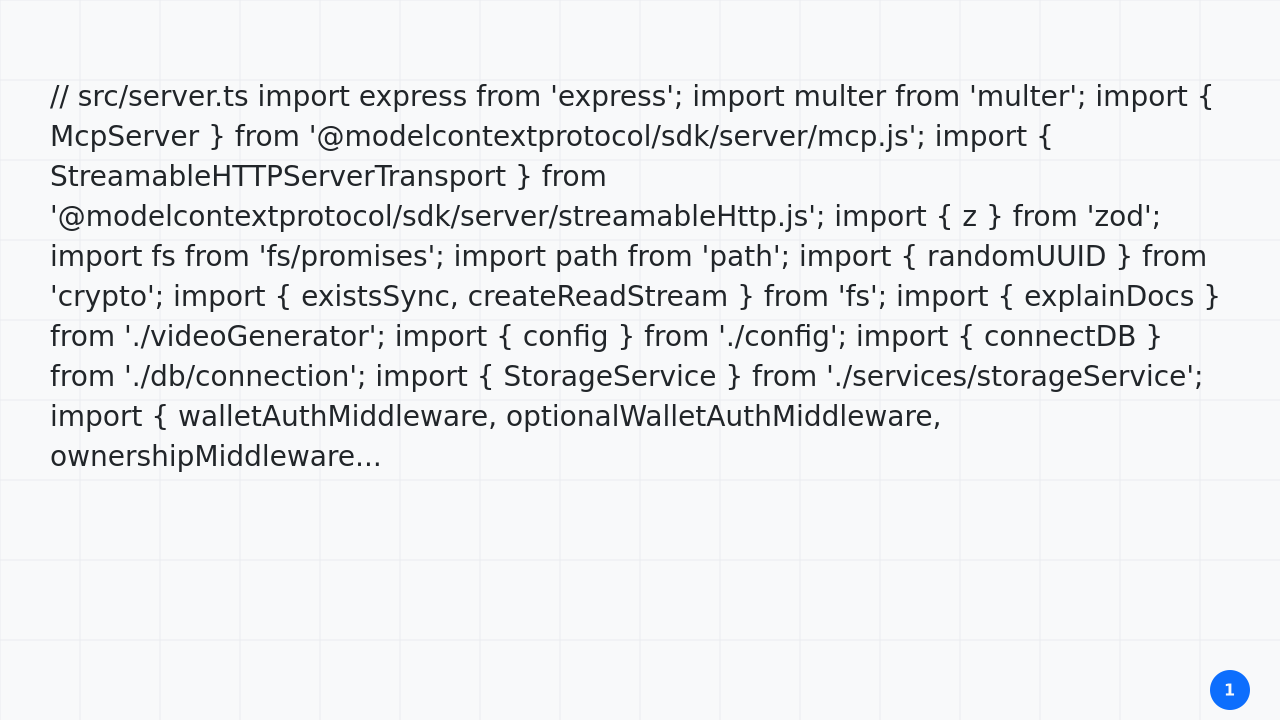 // src/server.ts import express from 'express'; import multer from 'multer'; import {
McpServer } from '@modelcontextprotocol/sdk/server/mcp.js'; import {
StreamableHTTPServerTransport } from
'@modelcontextprotocol/sdk/server/streamableHttp.js'; import { z } from 'zod';
import fs from 'fs/promises'; import path from 'path'; import { randomUUID } from
'crypto'; import { existsSync, createReadStream } from 'fs'; import { explainDocs }
from './videoGenerator'; import { config } from './config'; import { connectDB }
from './db/connection'; import { StorageService } from './services/storageService';
import { walletAuthMiddleware, optionalWalletAuthMiddleware,
ownershipMiddleware...
1